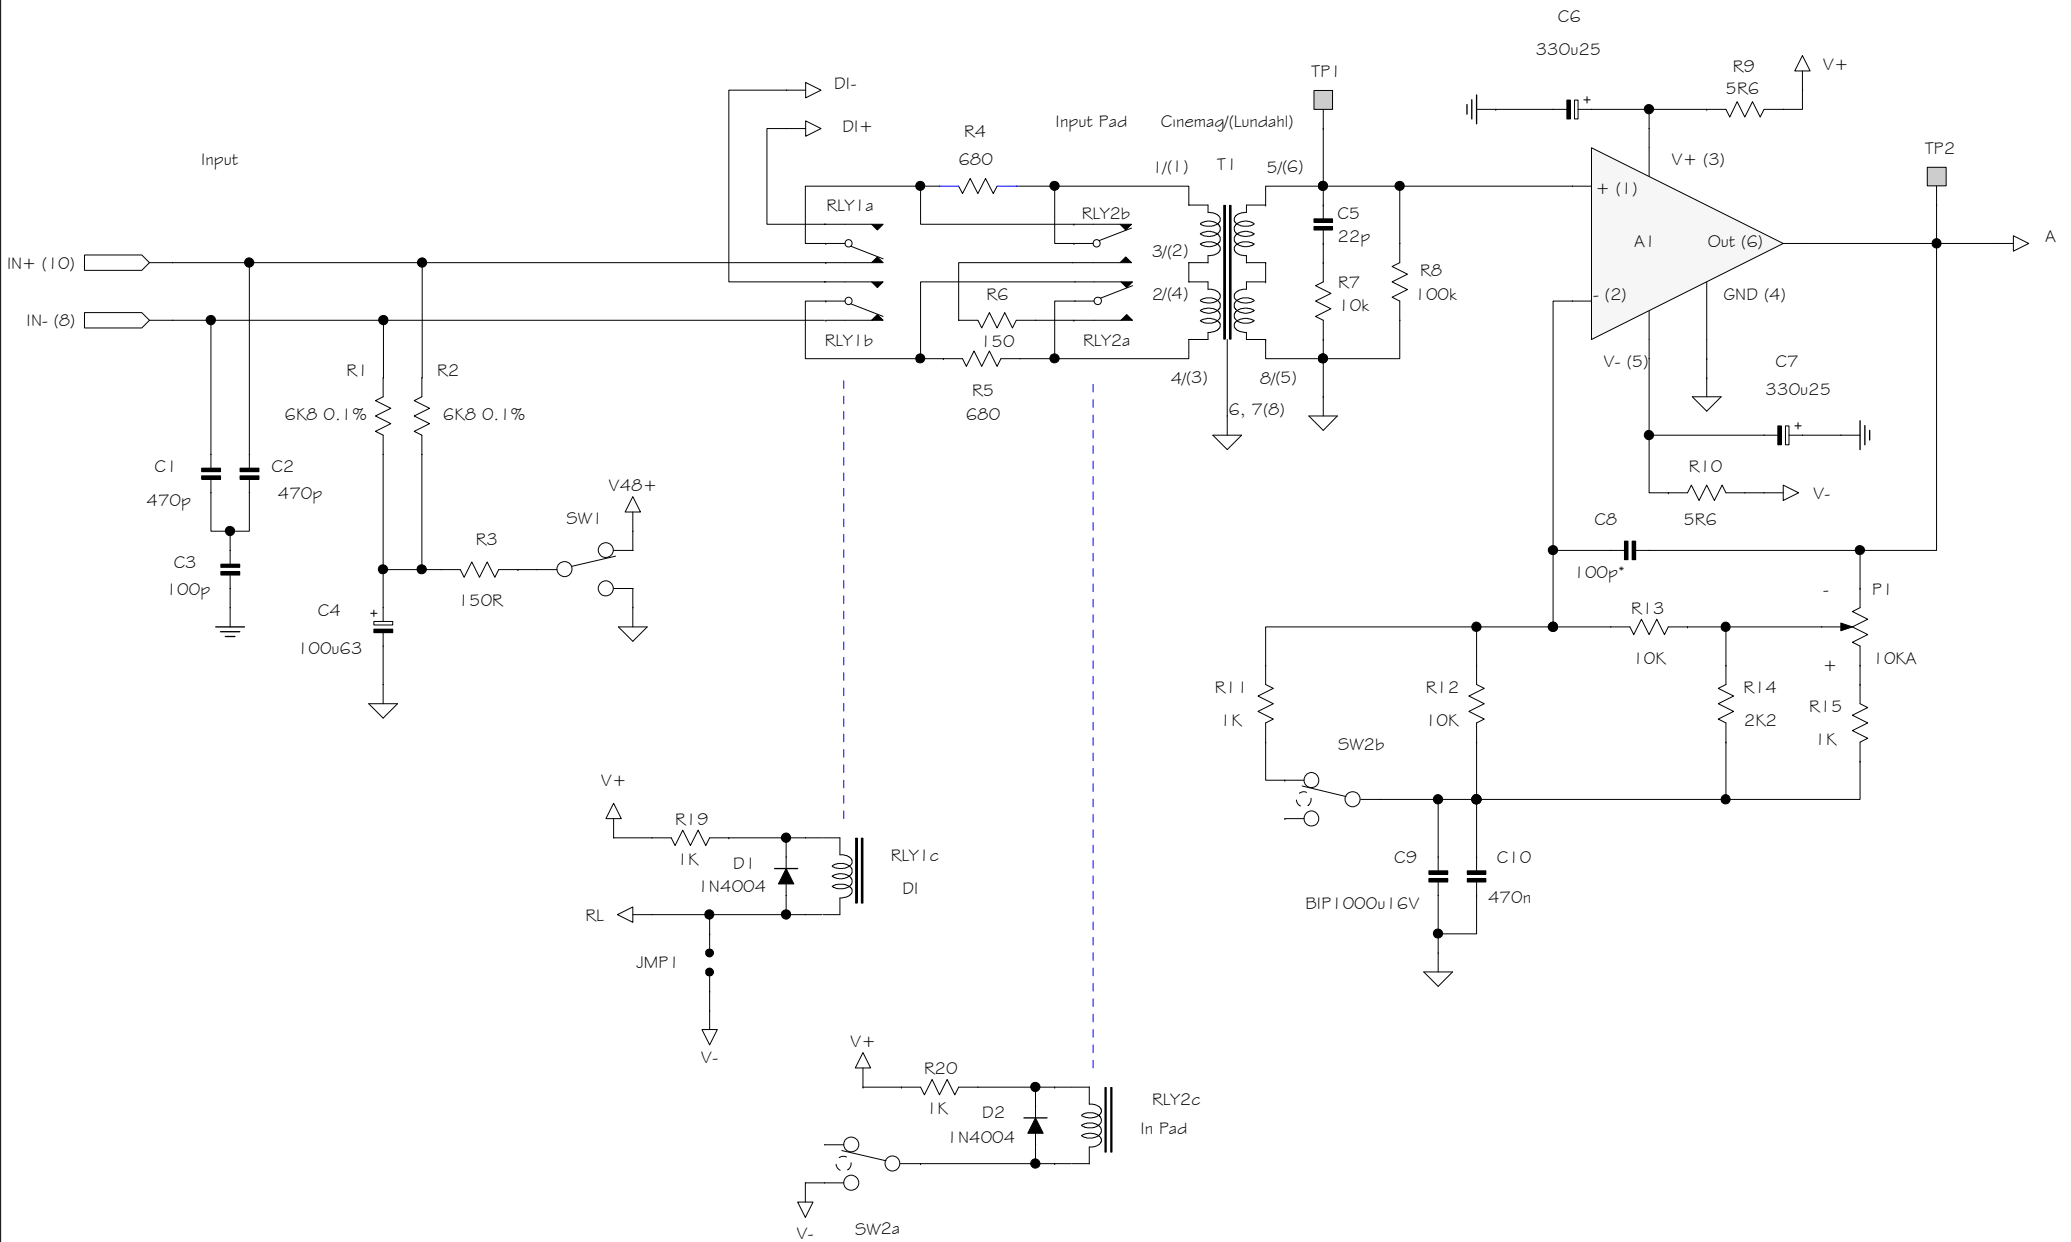 C6
330u25
TP1
R9
5R6
V+
DI-
DI+
R4
680
Input Pad
Cinemag/(Lundahl)
Input
1/(1)
T1
5/(6)
V+ (3)
TP2
+ (1)
RLY1a
RLY2b
C5
22p
A1
Out (6)
A
IN+ (10)
3/(2)
R7
10k
R8
100k
R6
150
2/(4)
- (2)
GND (4)
IN- (8)
RLY1b
RLY2a
V- (5)
C7
330u25
R1
R2
R5
680
4/(3)
8/(5)
6, 7(8)
6K8 0.1%
6K8 0.1%
C1
470p
C2
470p
V48+
SW1
R10
5R6
V-
C8
100p*
R3
150R
C3
100p
C4
+
100u63
+
+
-
P1
R13
10K
10KA
+
R11
1K
R12
10K
R14
2K2
R15
1K
SW2b
V+
R19
1K
D1
1N4004
RLY1c
DI
C9
BIP1000u16V
C10
470n
RL
JMP1
V-
V+
R20
1K
D2
1N4004
RLY2c
In Pad
V-
SW2a